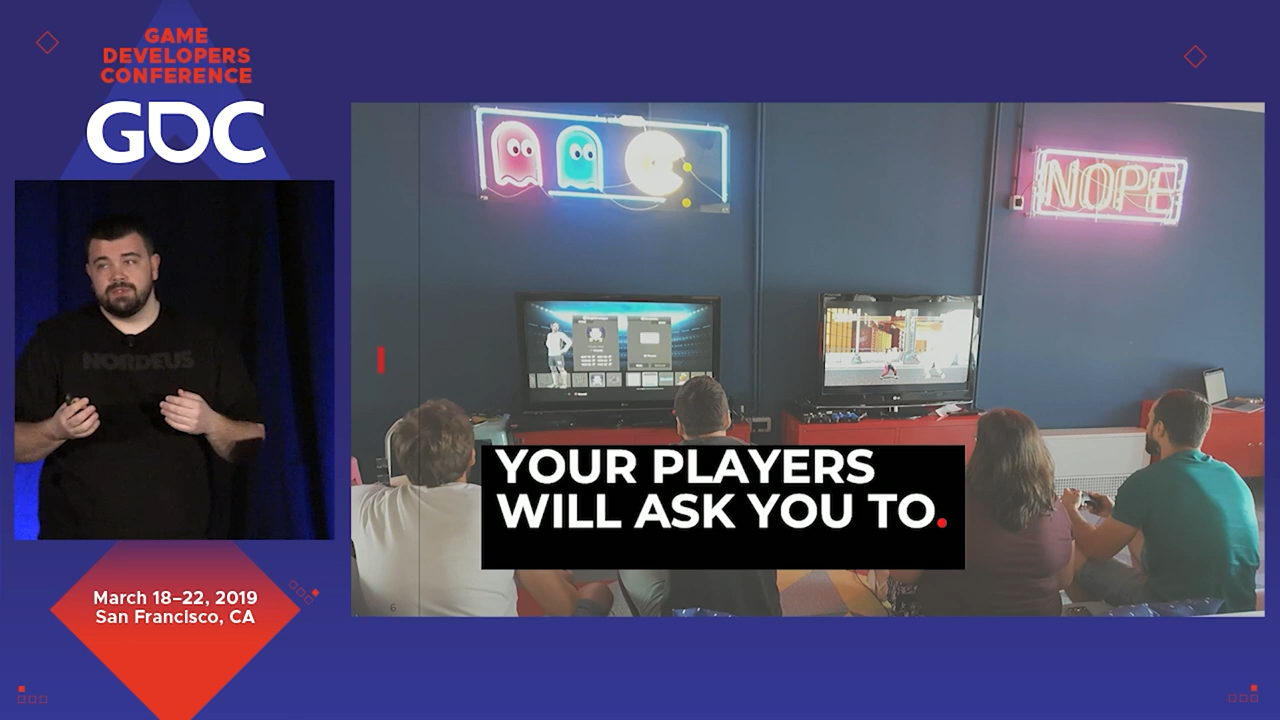 GAME
DEVELOPERS
CONFERENCE
GDC
NORDEUS
NOPE
YOUR PLAYERS
WILL ASK YOU TO.
6
March 18–22, 2019
San Francisco, CA